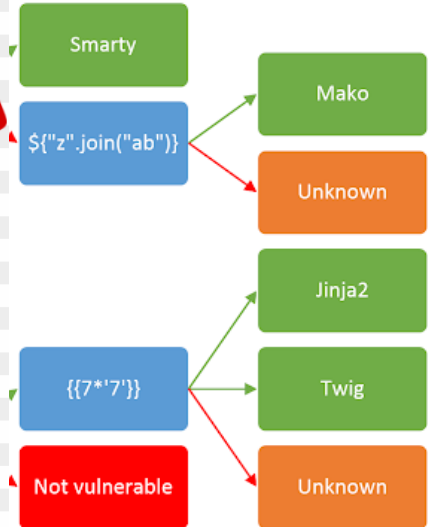 Smarty
${"z".join("ab")}
Mako
Unknown
Jinja2
{{7*'7'}}
Twig
Not vulnerable
Unknown